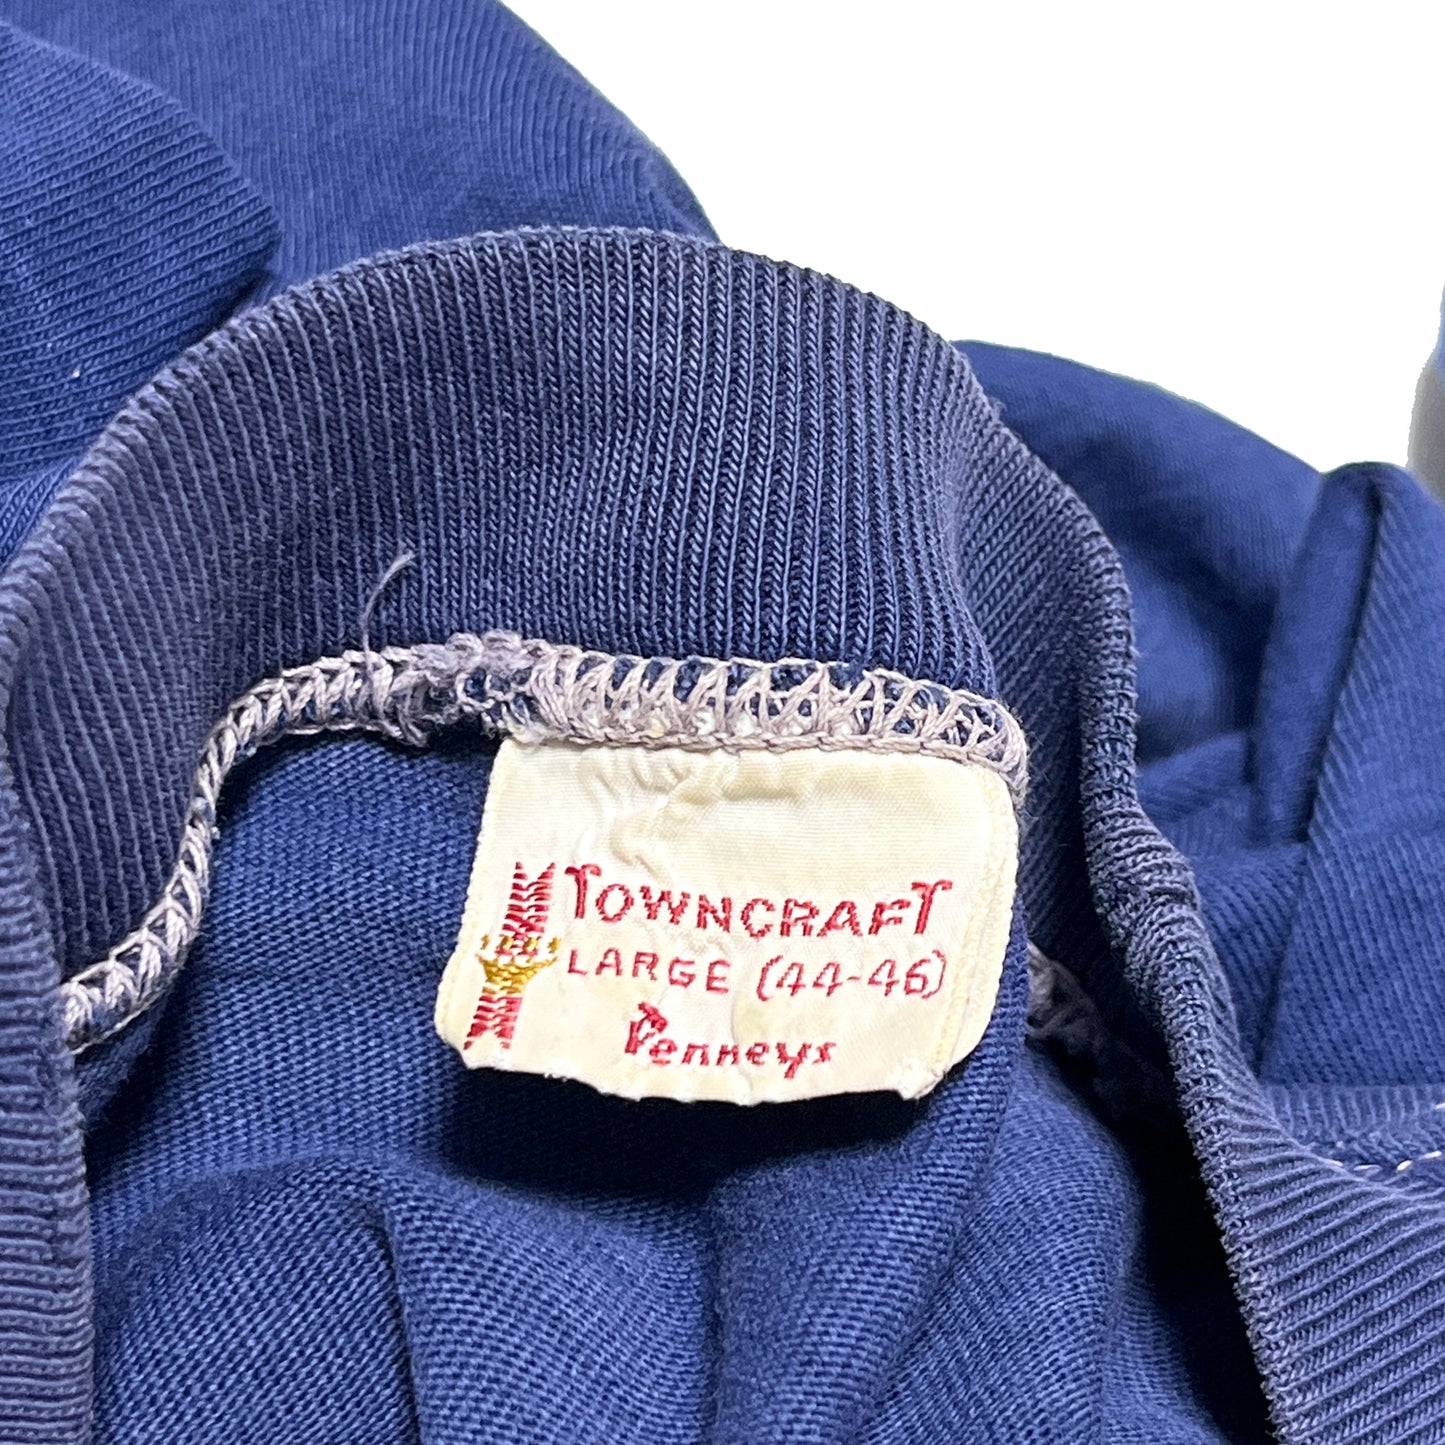 TOWNCRAFT
LARGE (44-46)
Penneys